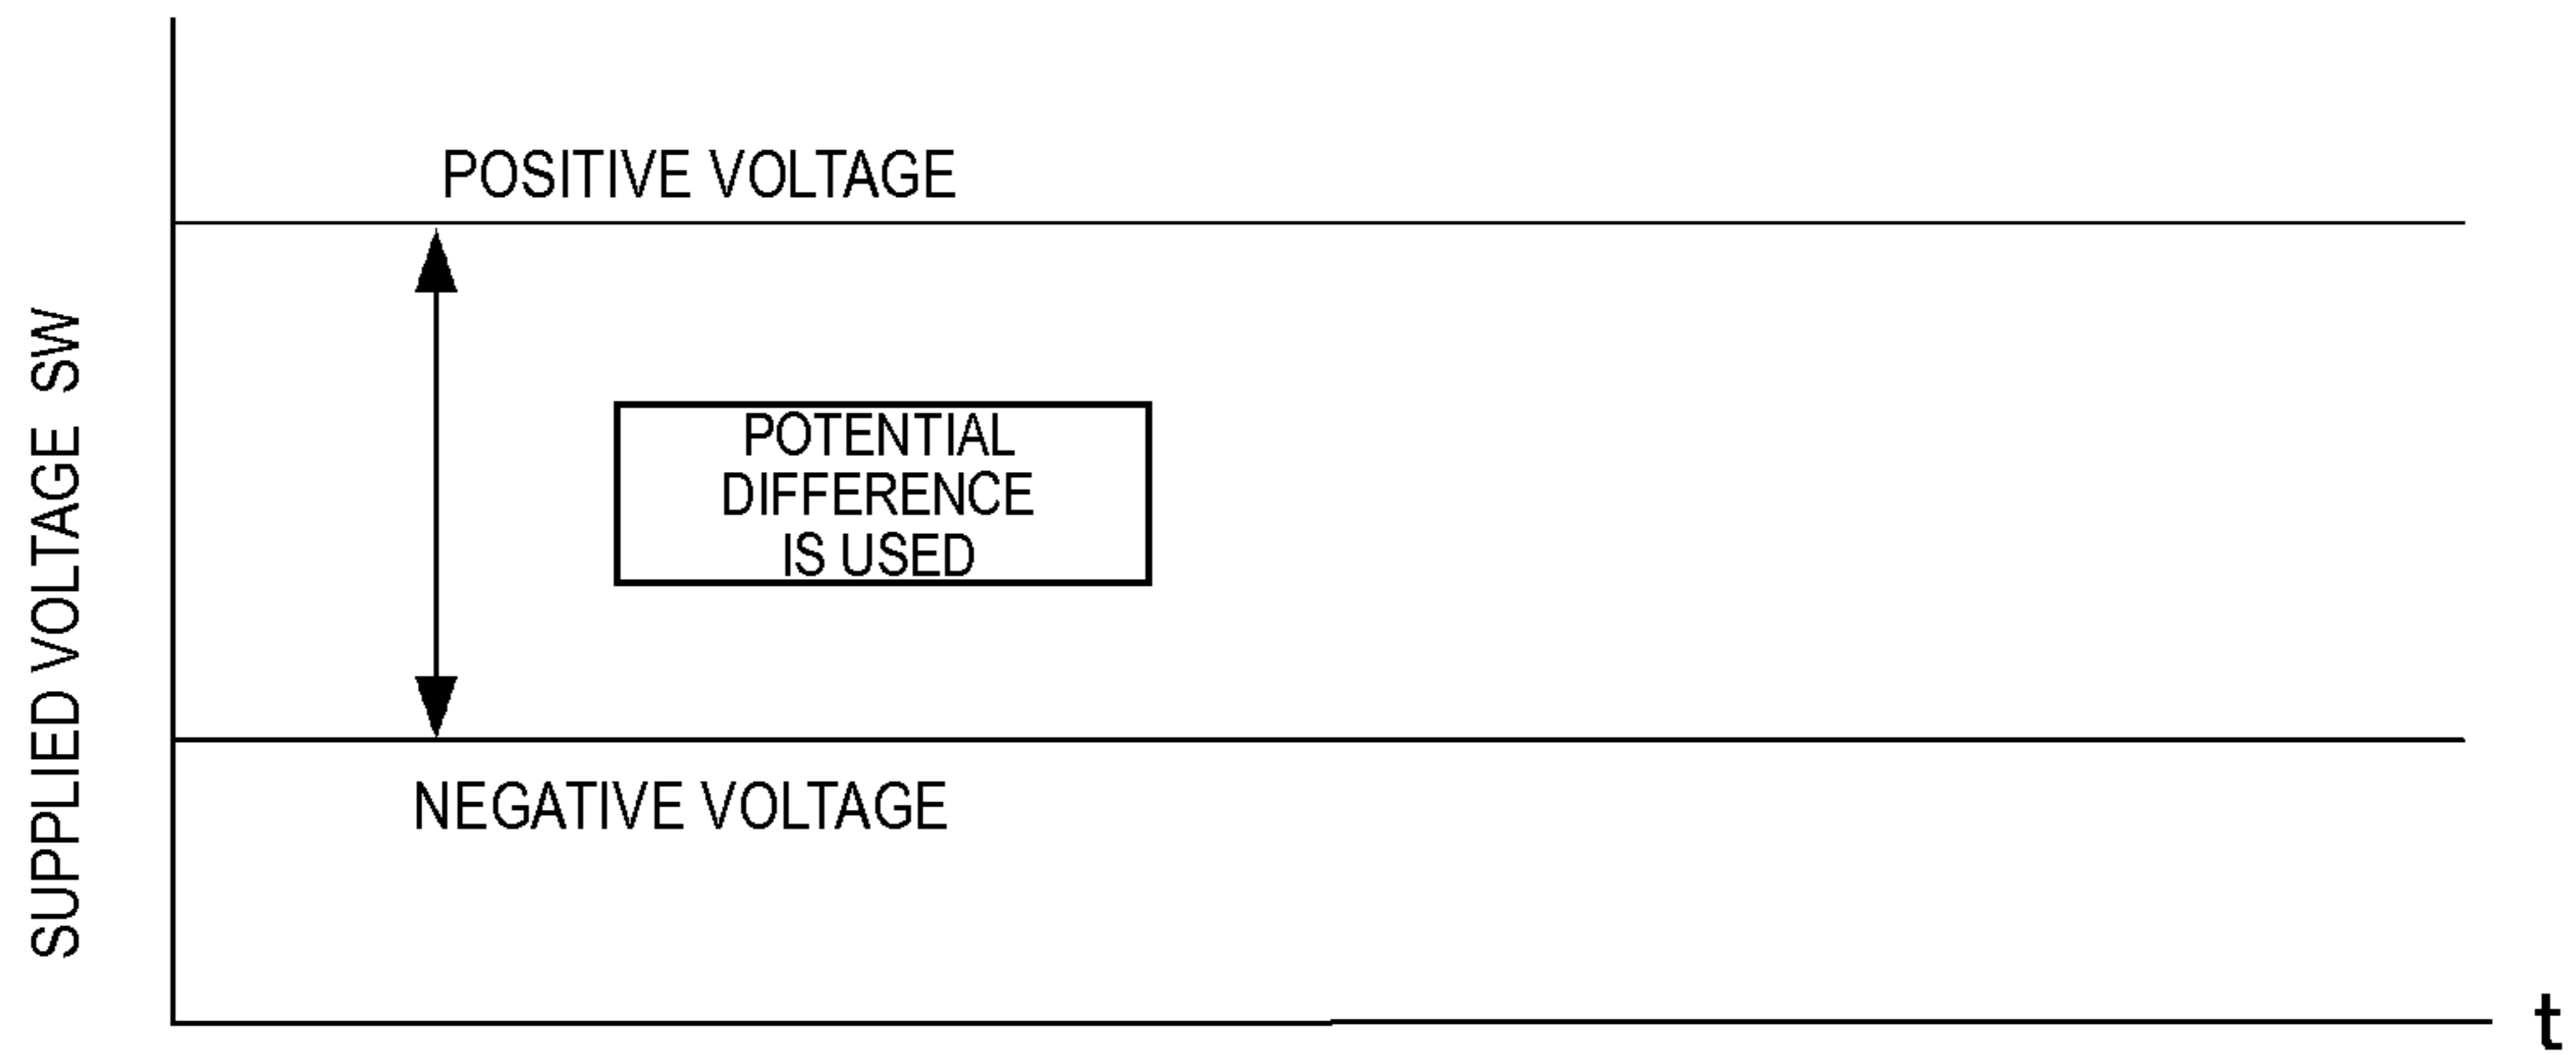 POSITIVE VOLTAGE
SUPPLIED VOLTAGE SW
POTENTIAL
DIFFERENCE
IS USED
NEGATIVE VOLTAGE
t